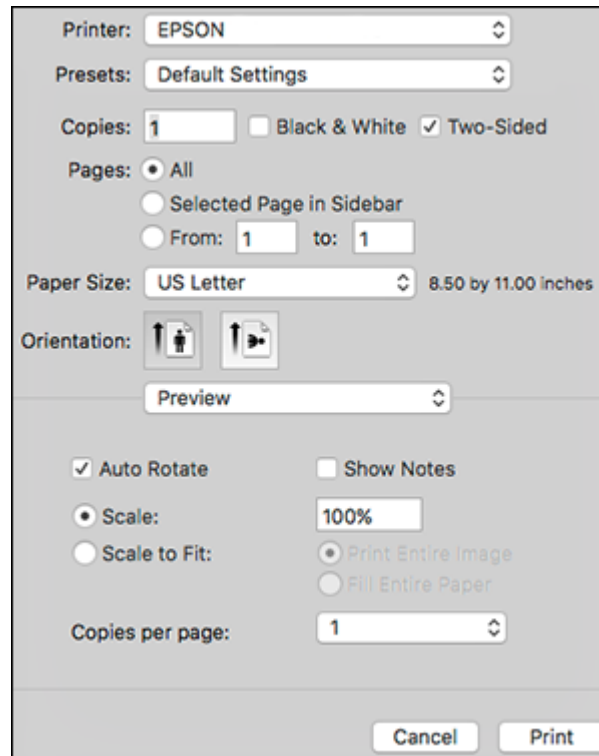 Printer: EPSON
Presets: Default Settings
Copies: 1 Black & White Two-Sided
Pages: All
Selected Page in Sidebar
From: 1 to: 1
Paper Size: US Letter 8.50 by 11.00 inches
Orientation:
Preview
Auto Rotate Show Notes
Scale: 100%
Scale to Fit: Print Entire Image
Fill Entire Paper
Copies per page: 1
Cancel Print